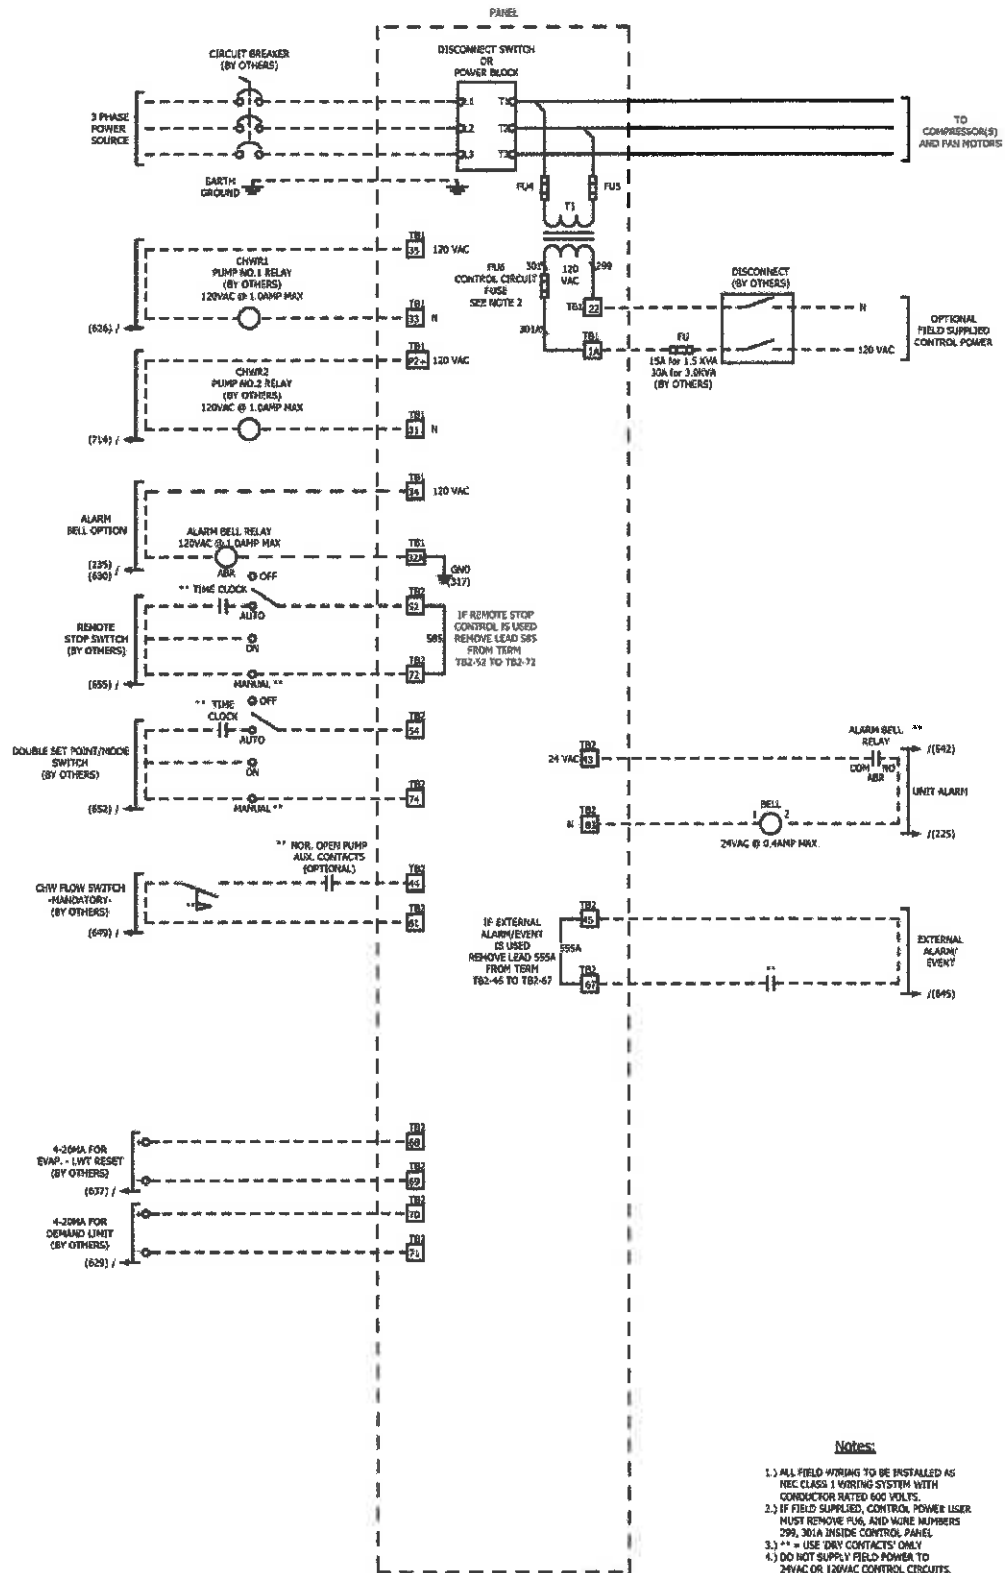 PANEL
CIRCUIT BREAKER
(BY OTHERS)
DISCONNECT SWITCH
OR
POWER BLOCK
3 PHASE
POWER
SOURCE
L1
T1
L2
T2
L3
T3
TO
COMPRESSOR(S)
AND FAN MOTORS
EARTH
GROUND
FU4
FU5
T1
TB1
35
120 VAC
CHWR1
PUMP NO.1 RELAY
(BY OTHERS)
120VAC @ 1.0AMP MAX
TB1
33
N
(626) /
FU6
CONTROL CIRCUIT
FUSE
SEE NOTE 2
301
120
VAC
299
301A
TB1
22
TB1
1A
FU
15A for 1.5 KVA
30A for 3.0KVA
(BY OTHERS)
DISCONNECT
(BY OTHERS)
N
120 VAC
OPTIONAL
FIELD SUPPLIED
CONTROL POWER
TB1
P2+
120 VAC
CHWR2
PUMP NO.2 RELAY
(BY OTHERS)
120VAC @ 1.0AMP MAX
TB1
31
N
(714) /
ALARM
BELL OPTION
TB1
34
120 VAC
ALARM BELL RELAY
120VAC @ 1.0AMP MAX
ABR
TB1
32A
GND
(317)
(235)
(630) /
REMOTE
STOP SWITCH
(BY OTHERS)
** TIME CLOCK
OFF
AUTO
ON
MANUAL **
TB2
52
585
TB2
72
IF REMOTE STOP
CONTROL IS USED
REMOVE LEAD 585
FROM TERM
TB2-52 TO TB2-72
(655) /
DOUBLE SET POINT/MODE
SWITCH
(BY OTHERS)
** TIME
CLOCK
OFF
AUTO
ON
MANUAL **
TB2
54
TB2
74
(652) /
24 VAC
TB2
43
ALARM BELL **
RELAY
COM NO
ABR
/(642)
UNIT ALARM
N
TB2
83
1 BELL 2
24VAC @ 0.4AMP MAX
/(225)
CHW FLOW SWITCH
-MANDATORY-
(BY OTHERS)
** NOR. OPEN PUMP
AUX. CONTACTS
(OPTIONAL)
**
TB2
44
TB2
61
(649) /
IF EXTERNAL
ALARM/EVENT
IS USED
REMOVE LEAD 555A
FROM TERM
TB2-45 TO TB2-67
555A
TB2
45
TB2
67
**
EXTERNAL
ALARM/
EVENT
/(645)
4-20MA FOR
EVAP. - LWT RESET
(BY OTHERS)
+
-
TB2
68
TB2
69
(637) /
4-20MA FOR
DEMAND LIMIT
(BY OTHERS)
+
-
TB2
70
TB2
71
(629) /
Notes:
1.) ALL FIELD WIRING TO BE INSTALLED AS
NEC CLASS 1 WIRING SYSTEM WITH
CONDUCTOR RATED 600 VOLTS.
2.) IF FIELD SUPPLIED, CONTROL POWER USER
MUST REMOVE FU6, AND WIRE NUMBERS
299, 301A INSIDE CONTROL PANEL
3.) ** = USE 'DRY CONTACTS' ONLY
4.) DO NOT SUPPLY FIELD POWER TO
24VAC OR 120VAC CONTROL CIRCUITS.